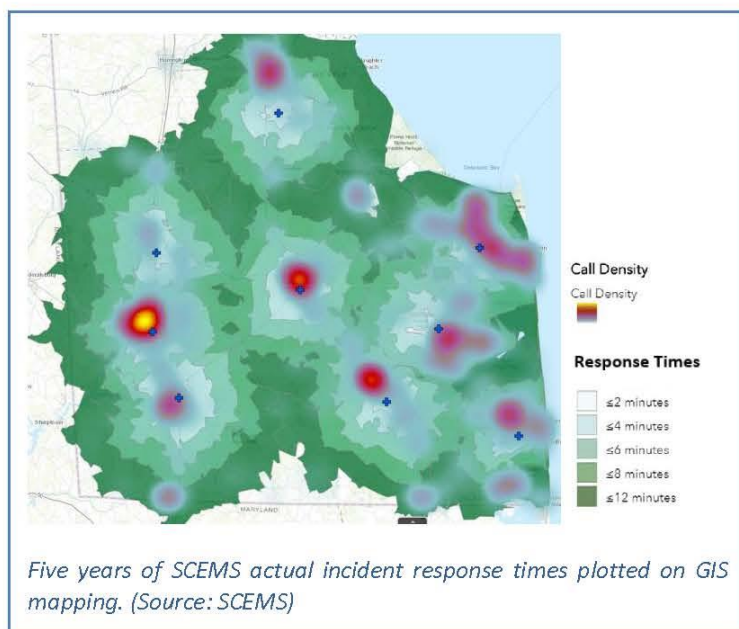 MARYLAND
Call Density
Call Density
Response Times
≤2 minutes
≤4 minutes
≤6 minutes
≤8 minutes
≤12 minutes
Five years of SCEMS actual incident response times plotted on GIS
mapping. (Source: SCEMS)